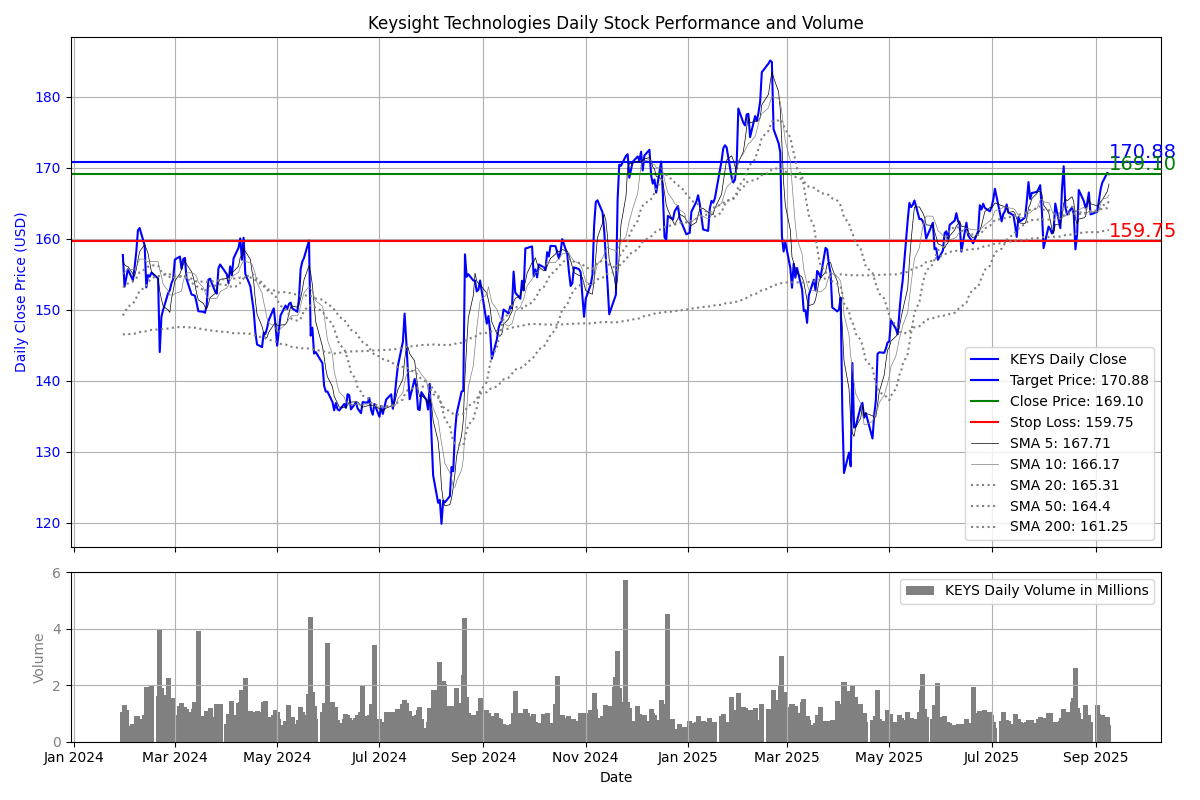 Keysight Technologies Daily Stock Performance and Volume
Daily Close Price (USD)
180
170
160
150
140
130
120
170.88
169.10
159.75
KEYS Daily Close
Target Price: 170.88
Close Price: 169.10
Stop Loss: 159.75
SMA 5: 167.71
SMA 10: 166.17
SMA 20: 165.31
SMA 50: 164.4
SMA 200: 161.25
Volume
6
4
2
0
KEYS Daily Volume in Millions
Jan 2024 Mar 2024 May 2024 Jul 2024 Sep 2024 Nov 2024 Jan 2025 Mar 2025 May 2025 Jul 2025 Sep 2025
Date